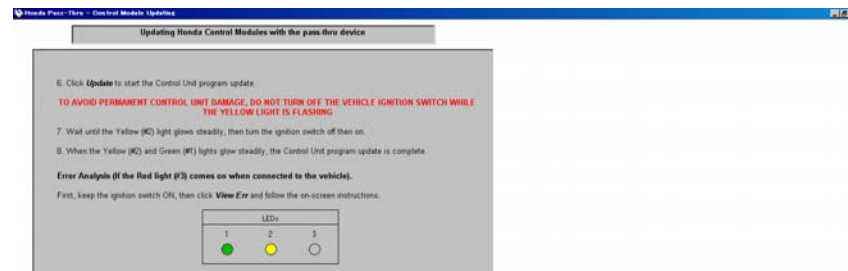 Honda Pass-Thru - Control Module Updating
Updating Honda Control Modules with the pass-thru device
6. Click Update to start the Control Unit program update.
TO AVOID PERMANENT CONTROL UNIT DAMAGE, DO NOT TURN OFF THE VEHICLE IGNITION SWITCH WHILE
THE YELLOW LIGHT IS FLASHING
7. Wait until the Yellow (#2) light glows steadily, then turn the ignition switch off then on.
8. When the Yellow (#2) and Green (#1) lights glow steadily, the Control Unit program update is complete.
Error Analysis (If the Red light (#3) comes on when connected to the vehicle).
First, keep the ignition switch ON, then click View Err and follow the on-screen instructions.
LEDs
1 2 3